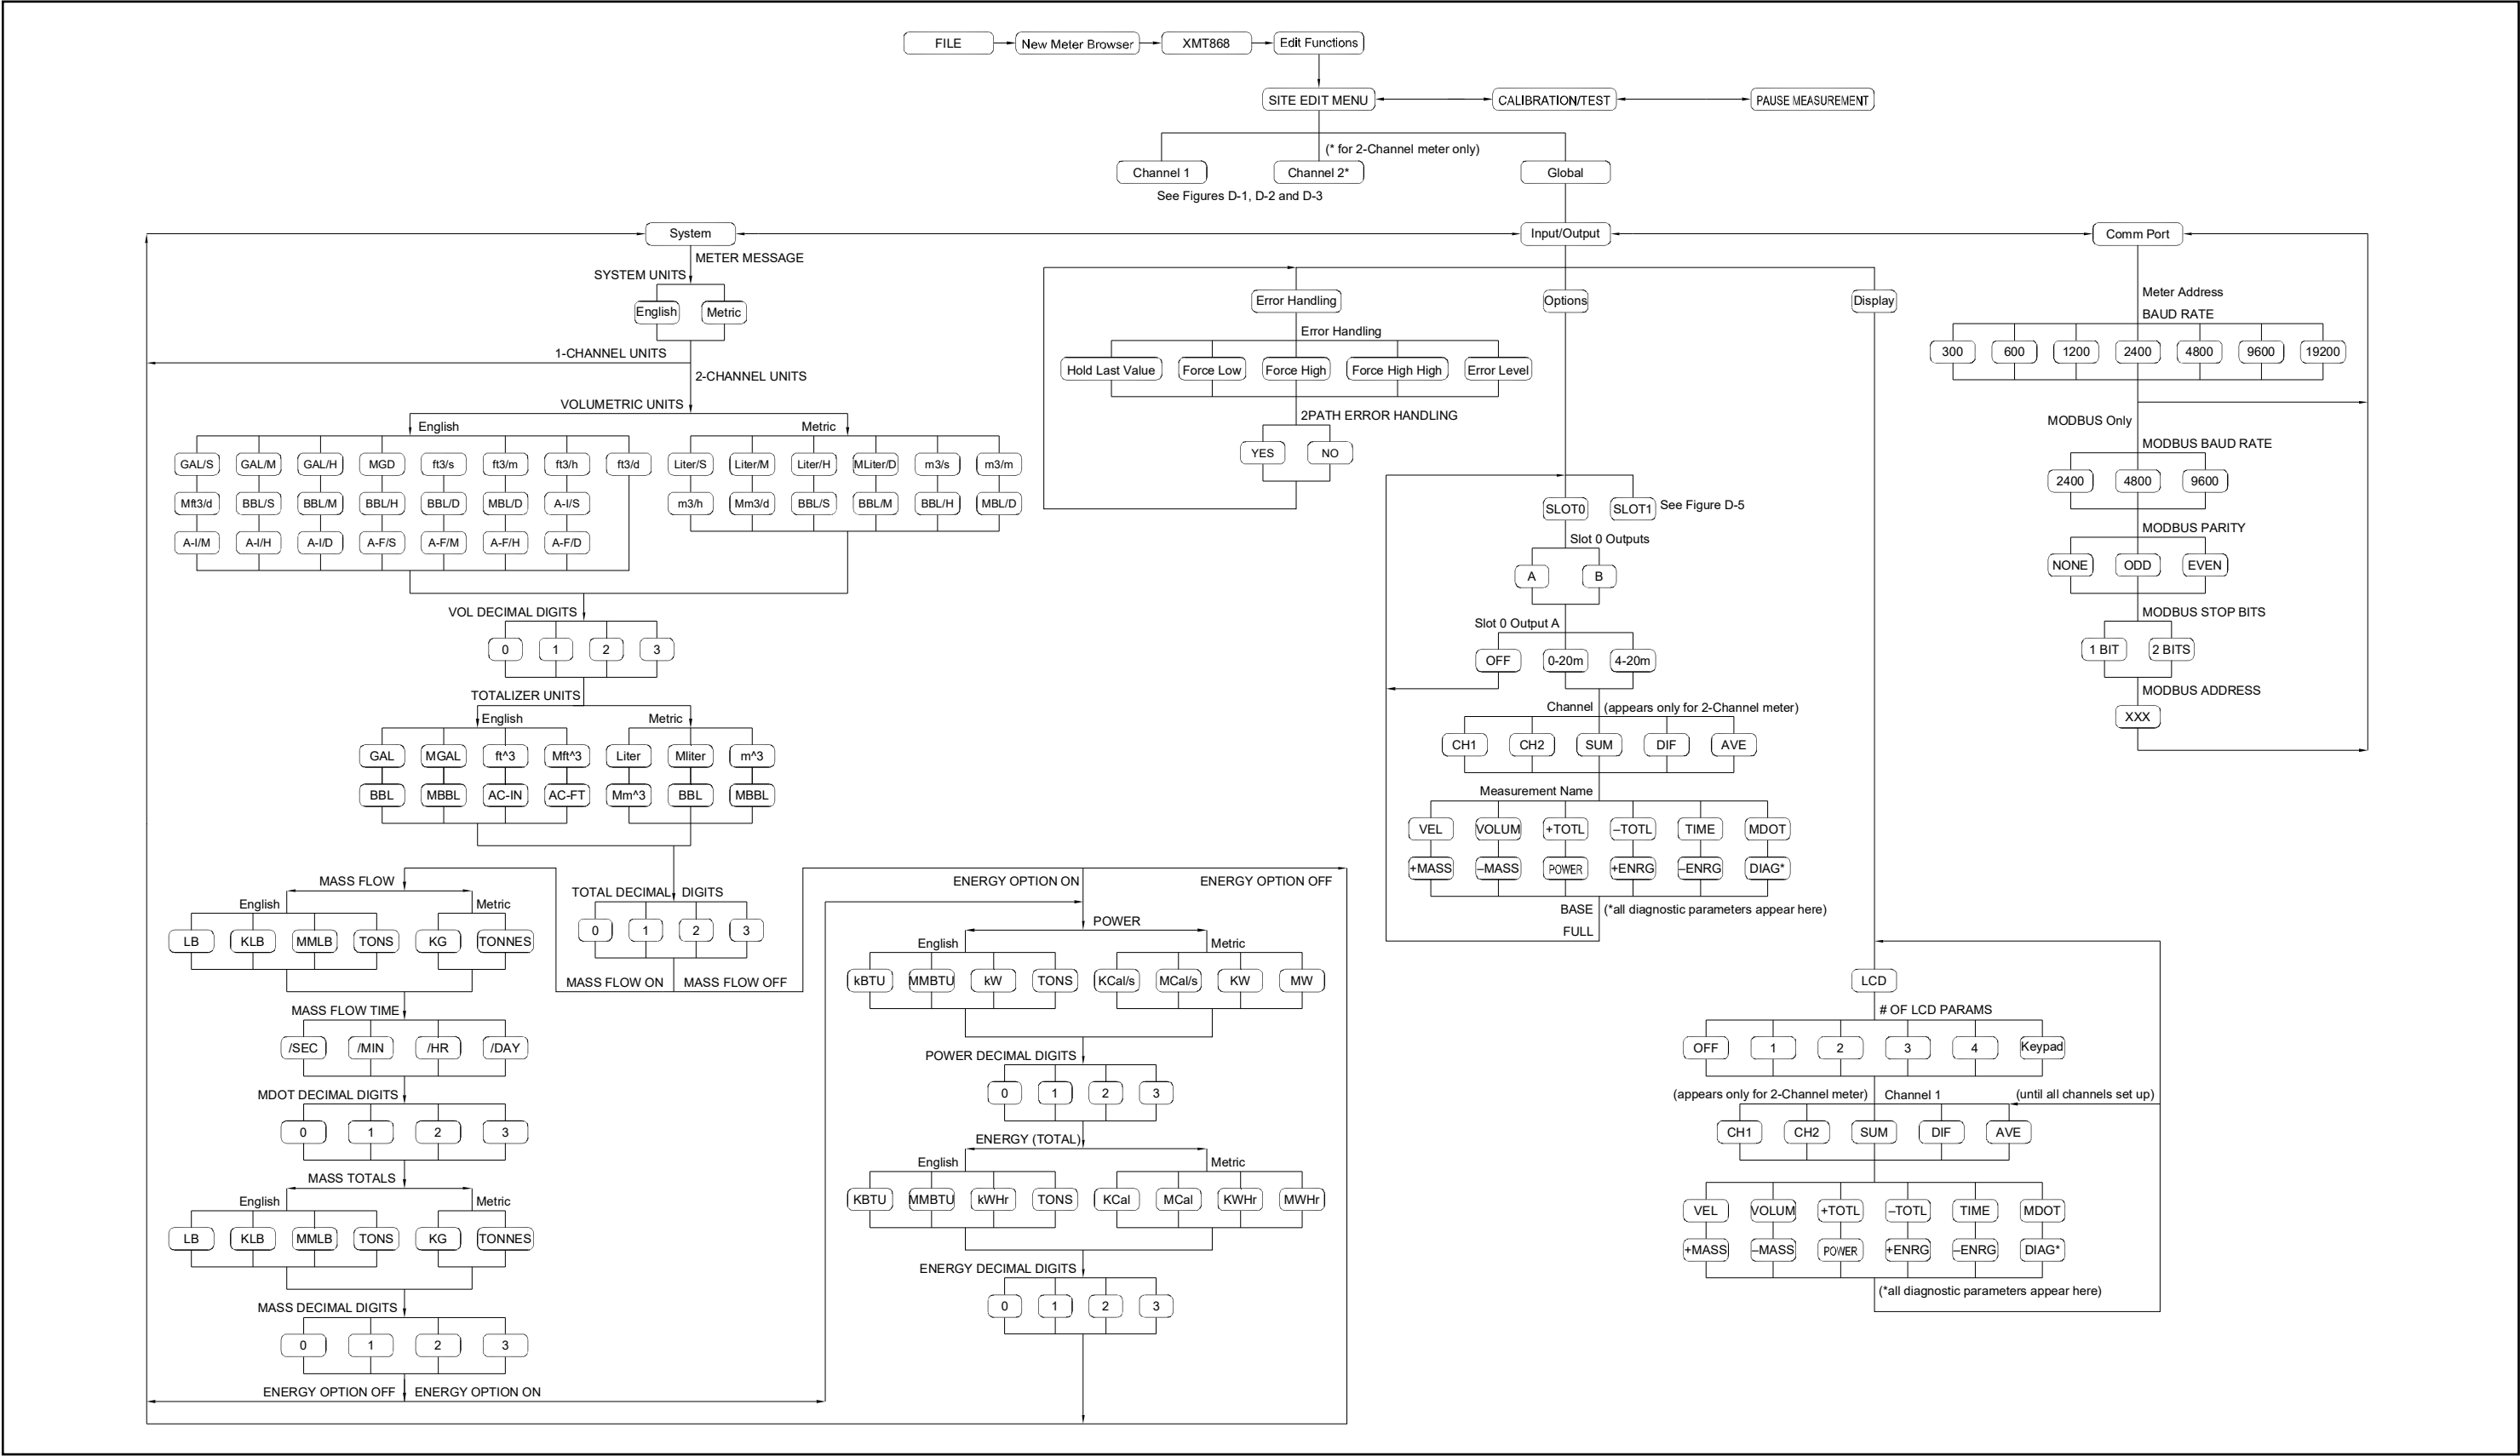 FILE
New Meter Browser
XMT868
Edit Functions
SITE EDIT MENU
CALIBRATION/TEST
PAUSE MEASUREMENT
(* for 2-Channel meter only)
Channel 1
Channel 2*
Global
See Figures D-1, D-2 and D-3
System
Input/Output
Comm Port
METER MESSAGE
SYSTEM UNITS
English
Metric
1-CHANNEL UNITS
2-CHANNEL UNITS
VOLUMETRIC UNITS
English
Metric
GAL/S
GAL/M
GAL/H
MGD
ft3/s
ft3/m
ft3/h
ft3/d
Mft3/d
BBL/S
BBL/M
BBL/H
BBL/D
MBL/D
A-I/S
A-I/M
A-I/H
A-I/D
A-F/S
A-F/M
A-F/H
A-F/D
Liter/S
Liter/M
Liter/H
MLiter/D
m3/s
m3/m
m3/h
Mm3/d
BBL/S
BBL/M
BBL/H
MBL/D
VOL DECIMAL DIGITS
0
1
2
3
TOTALIZER UNITS
English
Metric
GAL
MGAL
ft^3
Mft^3
Liter
Mliter
m^3
BBL
MBBL
AC-IN
AC-FT
Mm^3
BBL
MBBL
TOTAL DECIMAL DIGITS
0
1
2
3
MASS FLOW ON
MASS FLOW OFF
MASS FLOW
English
Metric
LB
KLB
MMLB
TONS
KG
TONNES
MASS FLOW TIME
/SEC
/MIN
/HR
/DAY
MDOT DECIMAL DIGITS
0
1
2
3
MASS TOTALS
English
Metric
LB
KLB
MMLB
TONS
KG
TONNES
MASS DECIMAL DIGITS
0
1
2
3
ENERGY OPTION OFF
ENERGY OPTION ON
ENERGY OPTION ON
ENERGY OPTION OFF
POWER
English
Metric
kBTU
MMBTU
kW
TONS
KCal/s
MCal/s
KW
MW
POWER DECIMAL DIGITS
0
1
2
3
ENERGY (TOTAL)
English
Metric
KBTU
MMBTU
kWHr
TONS
KCal
MCal
KWHr
MWHr
ENERGY DECIMAL DIGITS
0
1
2
3
Error Handling
Options
Display
Error Handling
Hold Last Value
Force Low
Force High
Force High High
Error Level
2PATH ERROR HANDLING
YES
NO
SLOT0
SLOT1
See Figure D-5
Slot 0 Outputs
A
B
Slot 0 Output A
OFF
0-20m
4-20m
Channel
(appears only for 2-Channel meter)
CH1
CH2
SUM
DIF
AVE
Measurement Name
VEL
VOLUM
+TOTL
–TOTL
TIME
MDOT
+MASS
–MASS
POWER
+ENRG
–ENRG
DIAG*
BASE
(*all diagnostic parameters appear here)
FULL
LCD
# OF LCD PARAMS
OFF
1
2
3
4
Keypad
(appears only for 2-Channel meter)
Channel 1
(until all channels set up)
CH1
CH2
SUM
DIF
AVE
VEL
VOLUM
+TOTL
–TOTL
TIME
MDOT
+MASS
–MASS
POWER
+ENRG
–ENRG
DIAG*
(*all diagnostic parameters appear here)
Meter Address
BAUD RATE
300
600
1200
2400
4800
9600
19200
MODBUS Only
MODBUS BAUD RATE
2400
4800
9600
MODBUS PARITY
NONE
ODD
EVEN
MODBUS STOP BITS
1 BIT
2 BITS
MODBUS ADDRESS
XXX